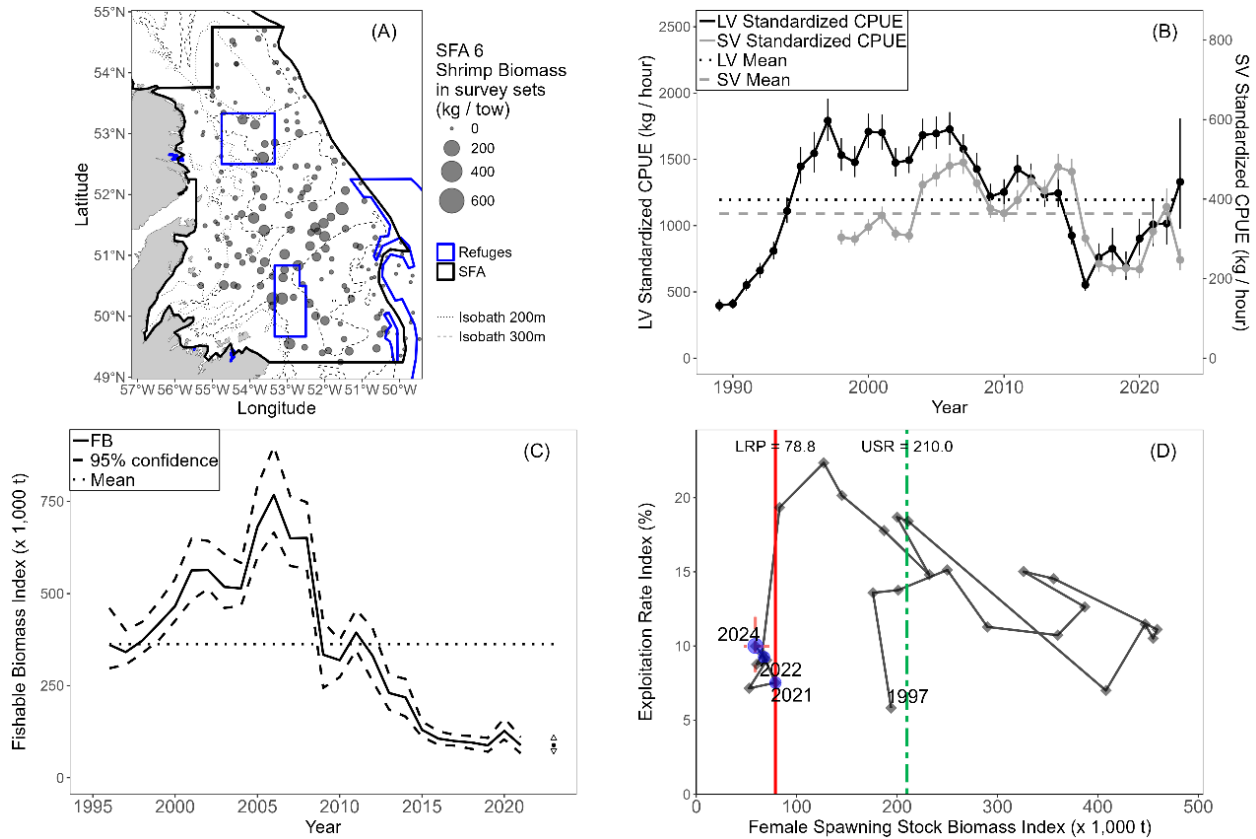 (A)
55°N
54°N
53°N
52°N
51°N
50°N
49°N
Latitude
57°W 56°W 55°W 54°W 53°W 52°W 51°W 50°W
Longitude
SFA 6
Shrimp Biomass
in survey sets
(kg / tow)
0
200
400
600
Refuges
SFA
Isobath 200m
Isobath 300m
(B)
LV Standardized CPUE
SV Standardized CPUE
LV Mean
SV Mean
2500
2000
1500
1000
500
0
LV Standardized CPUE (kg / hour)
800
600
400
200
0
SV Standardized CPUE (kg / hour)
1990 2000 2010 2020
Year
(C)
FB
95% confidence
Mean
750
500
250
0
Fishable Biomass Index (x 1,000 t)
1995 2000 2005 2010 2015 2020
Year
(D)
LRP = 78.8
USR = 210.0
20
15
10
5
0
Exploitation Rate Index (%)
2024
2022
2021
1997
0 100 200 300 400 500
Female Spawning Stock Biomass Index (x 1,000 t)